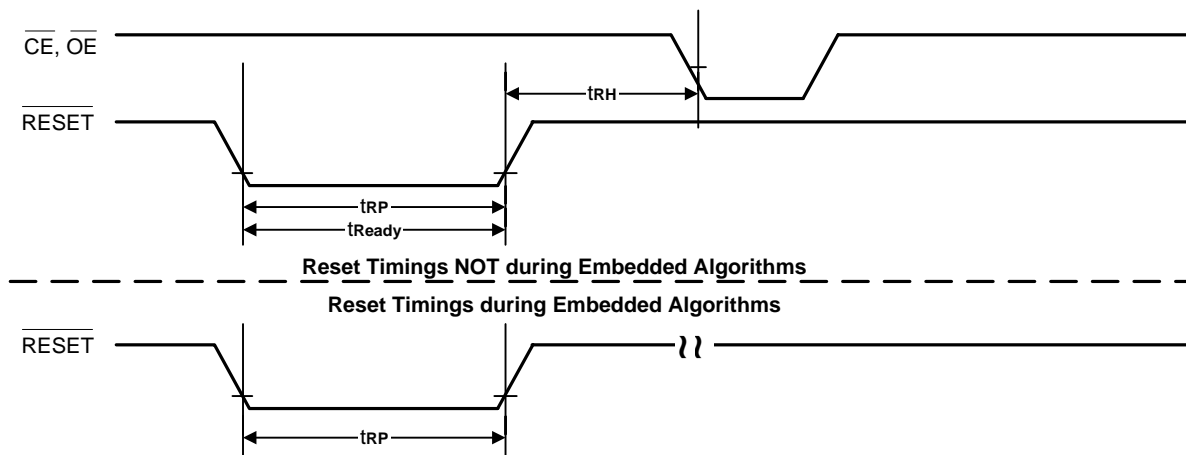 CE, OE
tRH
RESET
tRP
tReady
Reset Timings NOT during Embedded Algorithms
Reset Timings during Embedded Algorithms
RESET
tRP